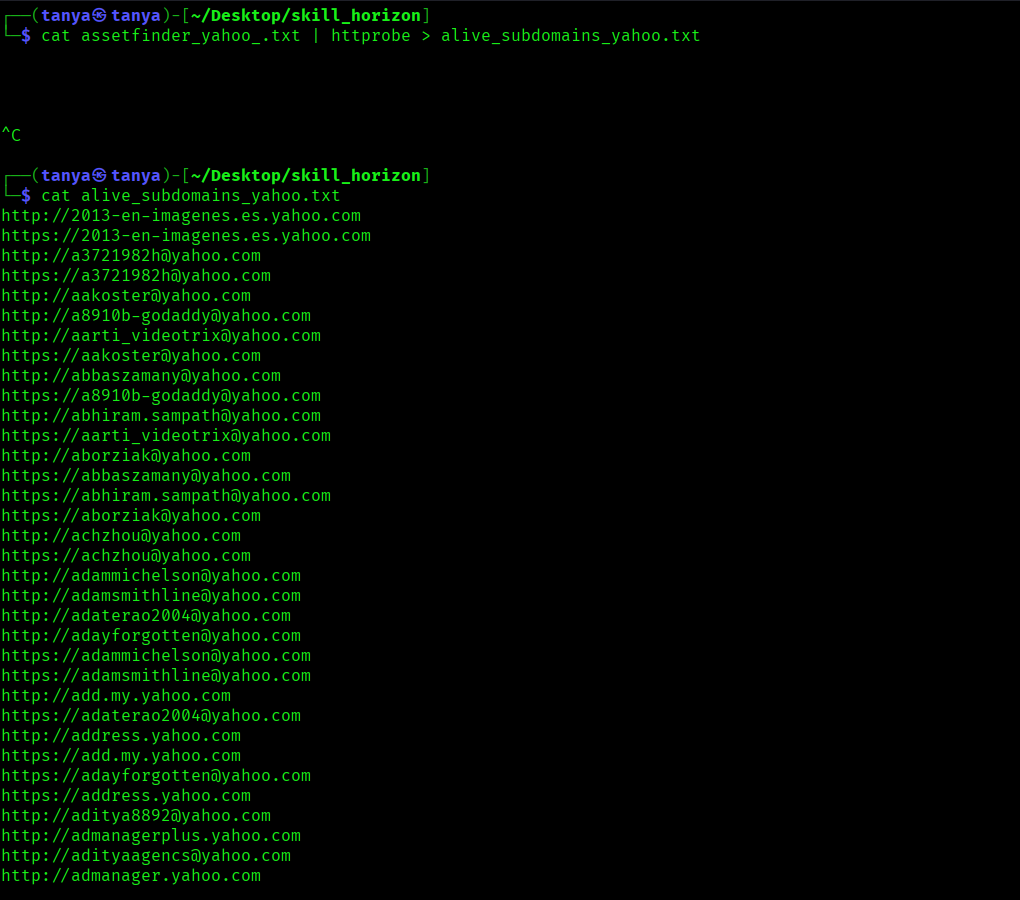 ┌──(tanya㉿tanya)-[~/Desktop/skill_horizon]
└─$ cat assetfinder_yahoo_.txt | httprobe > alive_subdomains_yahoo.txt
^C
┌──(tanya㉿tanya)-[~/Desktop/skill_horizon]
└─$ cat alive_subdomains_yahoo.txt
http://2013-en-imagenes.es.yahoo.com
https://2013-en-imagenes.es.yahoo.com
http://a3721982h@yahoo.com
https://a3721982h@yahoo.com
http://aakoster@yahoo.com
http://a8910b-godaddy@yahoo.com
http://aarti_videotrix@yahoo.com
https://aakoster@yahoo.com
http://abbaszamany@yahoo.com
https://a8910b-godaddy@yahoo.com
http://abhiram.sampath@yahoo.com
https://aarti_videotrix@yahoo.com
http://aborziak@yahoo.com
https://abbaszamany@yahoo.com
https://abhiram.sampath@yahoo.com
https://aborziak@yahoo.com
http://achzhou@yahoo.com
https://achzhou@yahoo.com
http://adammichelson@yahoo.com
http://adamsmithline@yahoo.com
http://adaterao2004@yahoo.com
http://adayforgotten@yahoo.com
https://adammichelson@yahoo.com
https://adamsmithline@yahoo.com
http://add.my.yahoo.com
https://adaterao2004@yahoo.com
http://address.yahoo.com
https://add.my.yahoo.com
https://adayforgotten@yahoo.com
https://address.yahoo.com
http://aditya8892@yahoo.com
http://admanagerplus.yahoo.com
http://adityaagencs@yahoo.com
http://admanager.yahoo.com